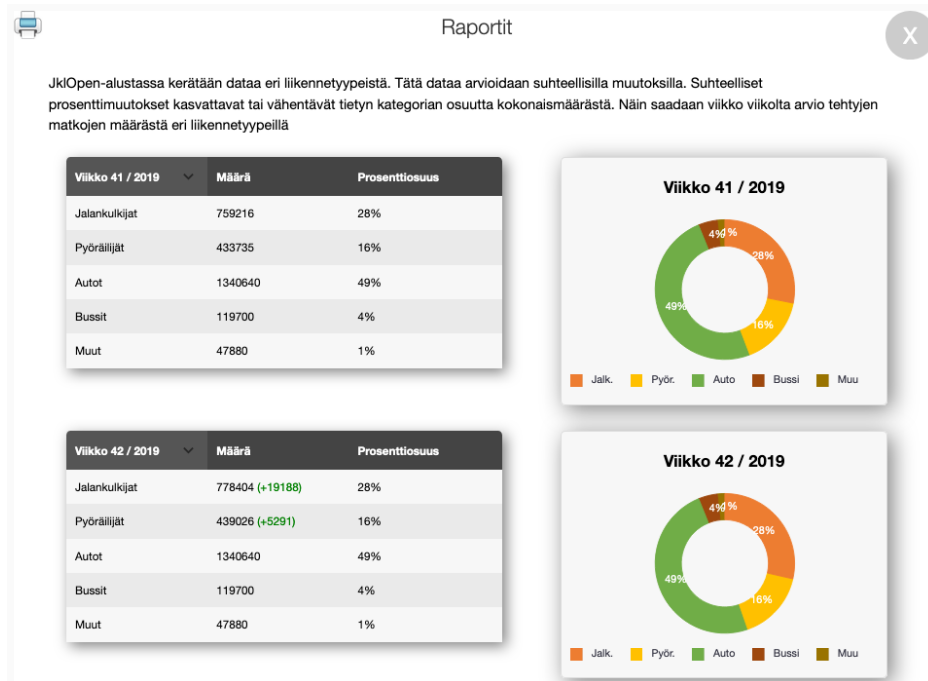 Raportit
X
JklOpen-alustassa kerätään dataa eri liikennetyypeistä. Tätä dataa arvioidaan suhteellisilla muutoksilla. Suhteelliset
prosenttimuutokset kasvattavat tai vähentävät tietyn kategorian osuutta kokonaismäärästä. Näin saadaan viikko viikolta arvio tehtyjen
matkojen määrästä eri liikennetyypeillä
Viikko 41 / 2019 Määrä Prosenttiosuus
Jalankulkijat 759216 28%
Pyöräilijät 433735 16%
Autot 1340640 49%
Bussit 119700 4%
Muut 47880 1%
Viikko 41 / 2019
4% 1%
28%
49%
16%
Jalk. Pyör. Auto Bussi Muu
Viikko 42 / 2019 Määrä Prosenttiosuus
Jalankulkijat 778404 (+19188) 28%
Pyöräilijät 439026 (+5291) 16%
Autot 1340640 49%
Bussit 119700 4%
Muut 47880 1%
Viikko 42 / 2019
4% 1%
28%
49%
16%
Jalk. Pyör. Auto Bussi Muu